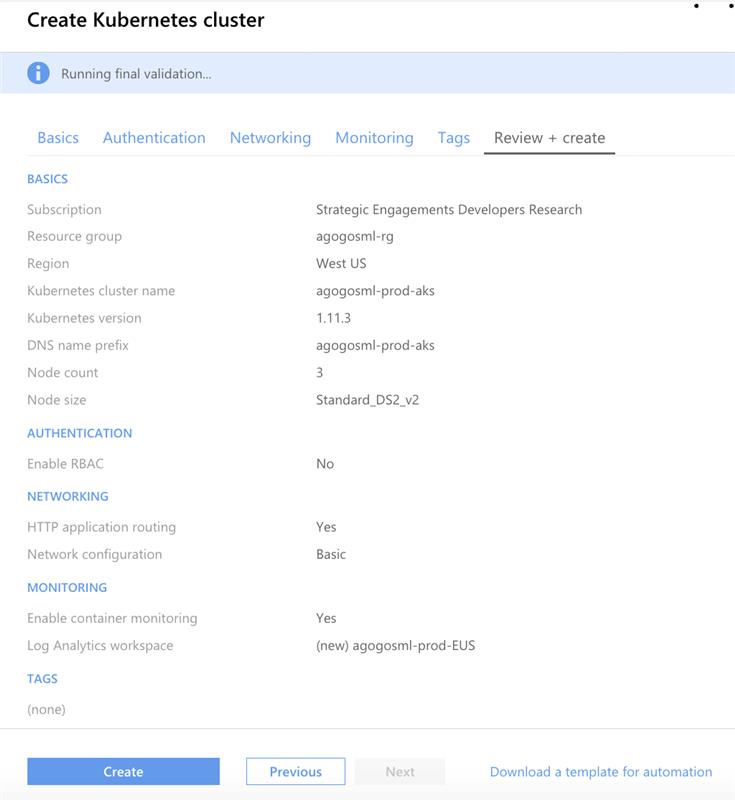 Create Kubernetes cluster
Running final validation...
Basics Authentication Networking Monitoring Tags Review + create
BASICS
Subscription Strategic Engagements Developers Research
Resource group agogosml-rg
Region West US
Kubernetes cluster name agogosml-prod-aks
Kubernetes version 1.11.3
DNS name prefix agogosml-prod-aks
Node count 3
Node size Standard_DS2_v2
AUTHENTICATION
Enable RBAC No
NETWORKING
HTTP application routing Yes
Network configuration Basic
MONITORING
Enable container monitoring Yes
Log Analytics workspace (new) agogosml-prod-EUS
TAGS
(none)
Create Previous Next Download a template for automation